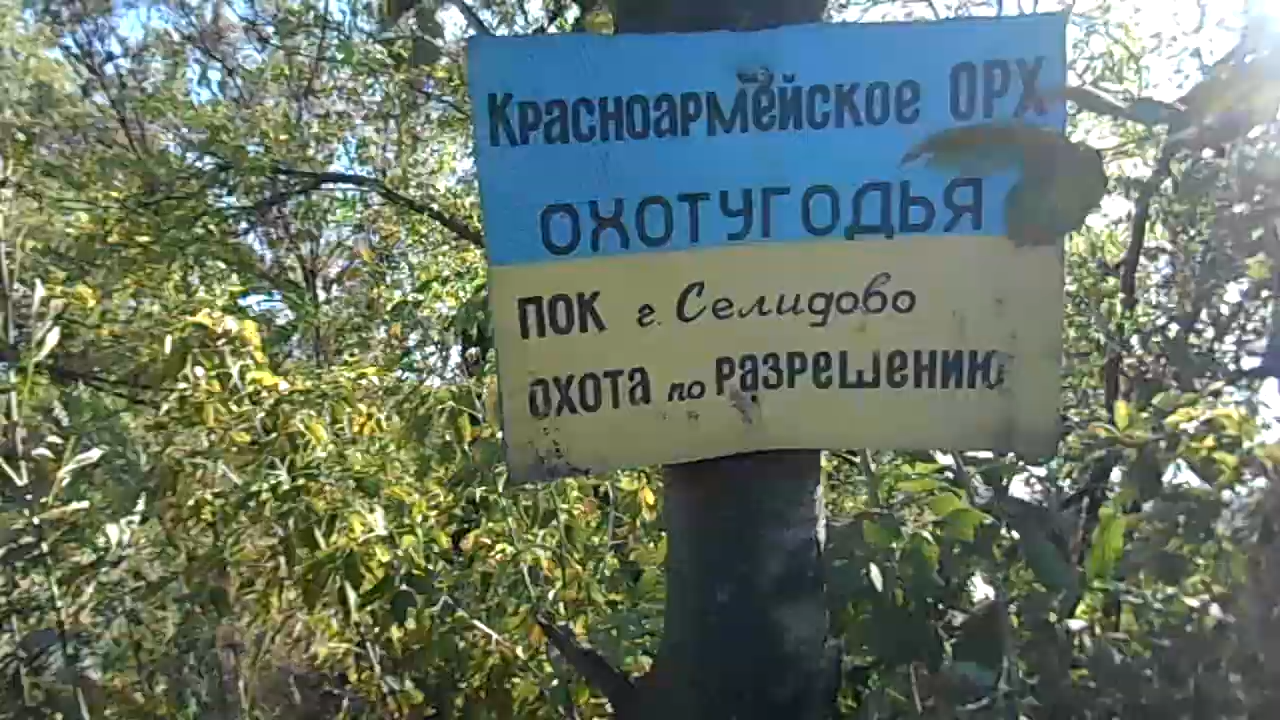 Красноармейское ОРХ
ОХОТУГОДЬЯ
ПОК г. Селидово
ОХОТА по РАЗРЕШЕНИЮ